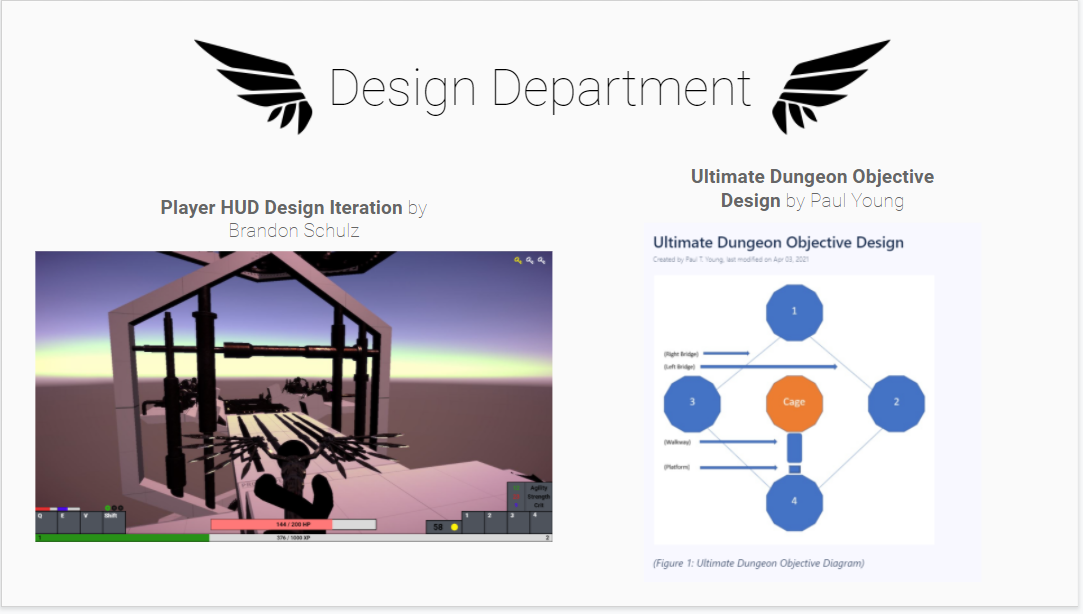 Design Department
Player HUD Design Iteration by
Brandon Schulz
Q E V Shift
144 / 200 HP
376 / 1000 XP
58
1 2 3 4
Agility
Strength
Crit
1
2
Ultimate Dungeon Objective
Design by Paul Young
Ultimate Dungeon Objective Design
Created by Paul T. Young, last modified on Apr 03, 2021
1
(Right Bridge)
(Left Bridge)
3
Cage
2
(Walkway)
(Platform)
4
(Figure 1: Ultimate Dungeon Objective Diagram)